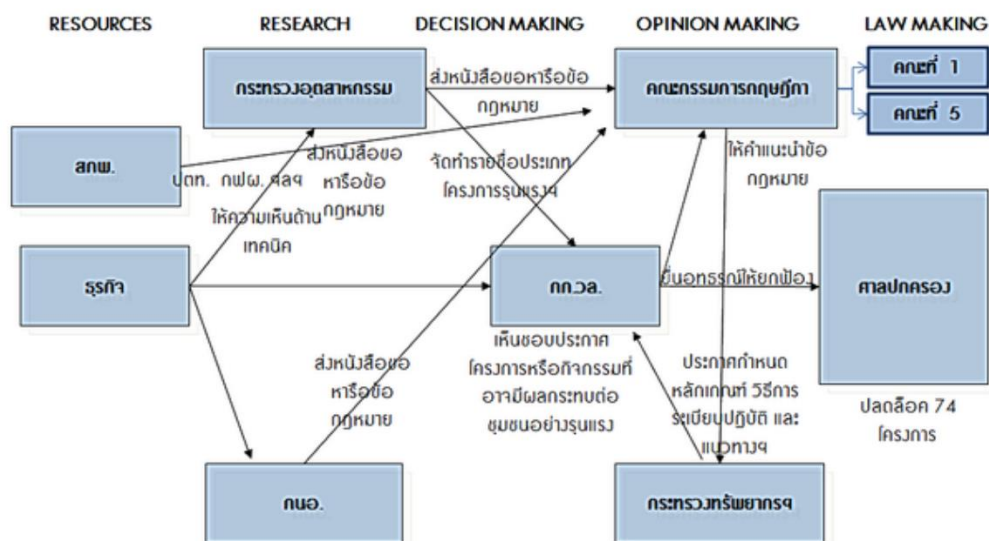 RESOURCES
RESEARCH
DECISION MAKING
OPINION MAKING
LAW MAKING
กระทรวงอุตสาหกรรม
ส่งหนังสือขอหารือข้อ
กฎหมาย
คณะกรรมการกฤษฎีกา
คณะที่ 1
คณะที่ 5
สกพ.
ปตท. กฟผ. ฯลฯ
ส่งหนังสือขอ
หารือข้อ
กฎหมาย
จัดทำรายชื่อประเภท
โครงการรุนแรงฯ
ให้คำแนะนำข้อ
กฎหมาย
ให้ความเห็นด้าน
เทคนิค
ธุรกิจ
กก.วล.
ยื่นอุทธรณ์ให้ยกฟ้อง
ศาลปกครอง
เห็นชอบประกาศ
โครงการหรือกิจกรรมที่
อาจมีผลกระทบต่อ
ชุมชนอย่างรุนแรง
ส่งหนังสือขอ
หารือข้อ
กฎหมาย
ประกาศกำหนด
หลักเกณฑ์ วิธีการ
ระเบียบปฏิบัติ และ
แนวทางฯ
ปลดล็อค 74
โครงการ
กนอ.
กระทรวงทรัพยากรฯ